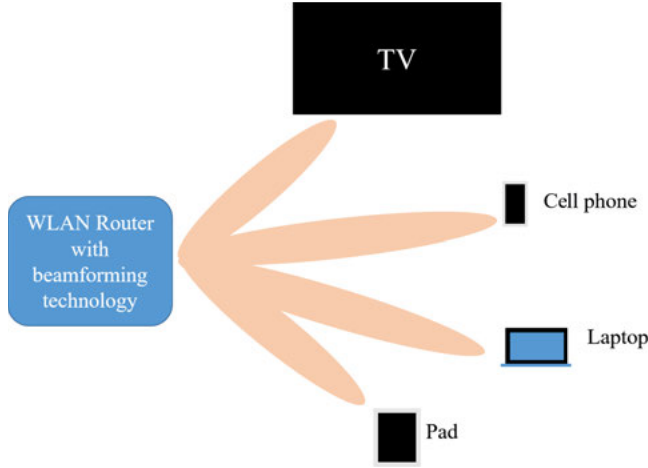 TV
Cell phone
WLAN Router
with
beamforming
technology
Laptop
Pad